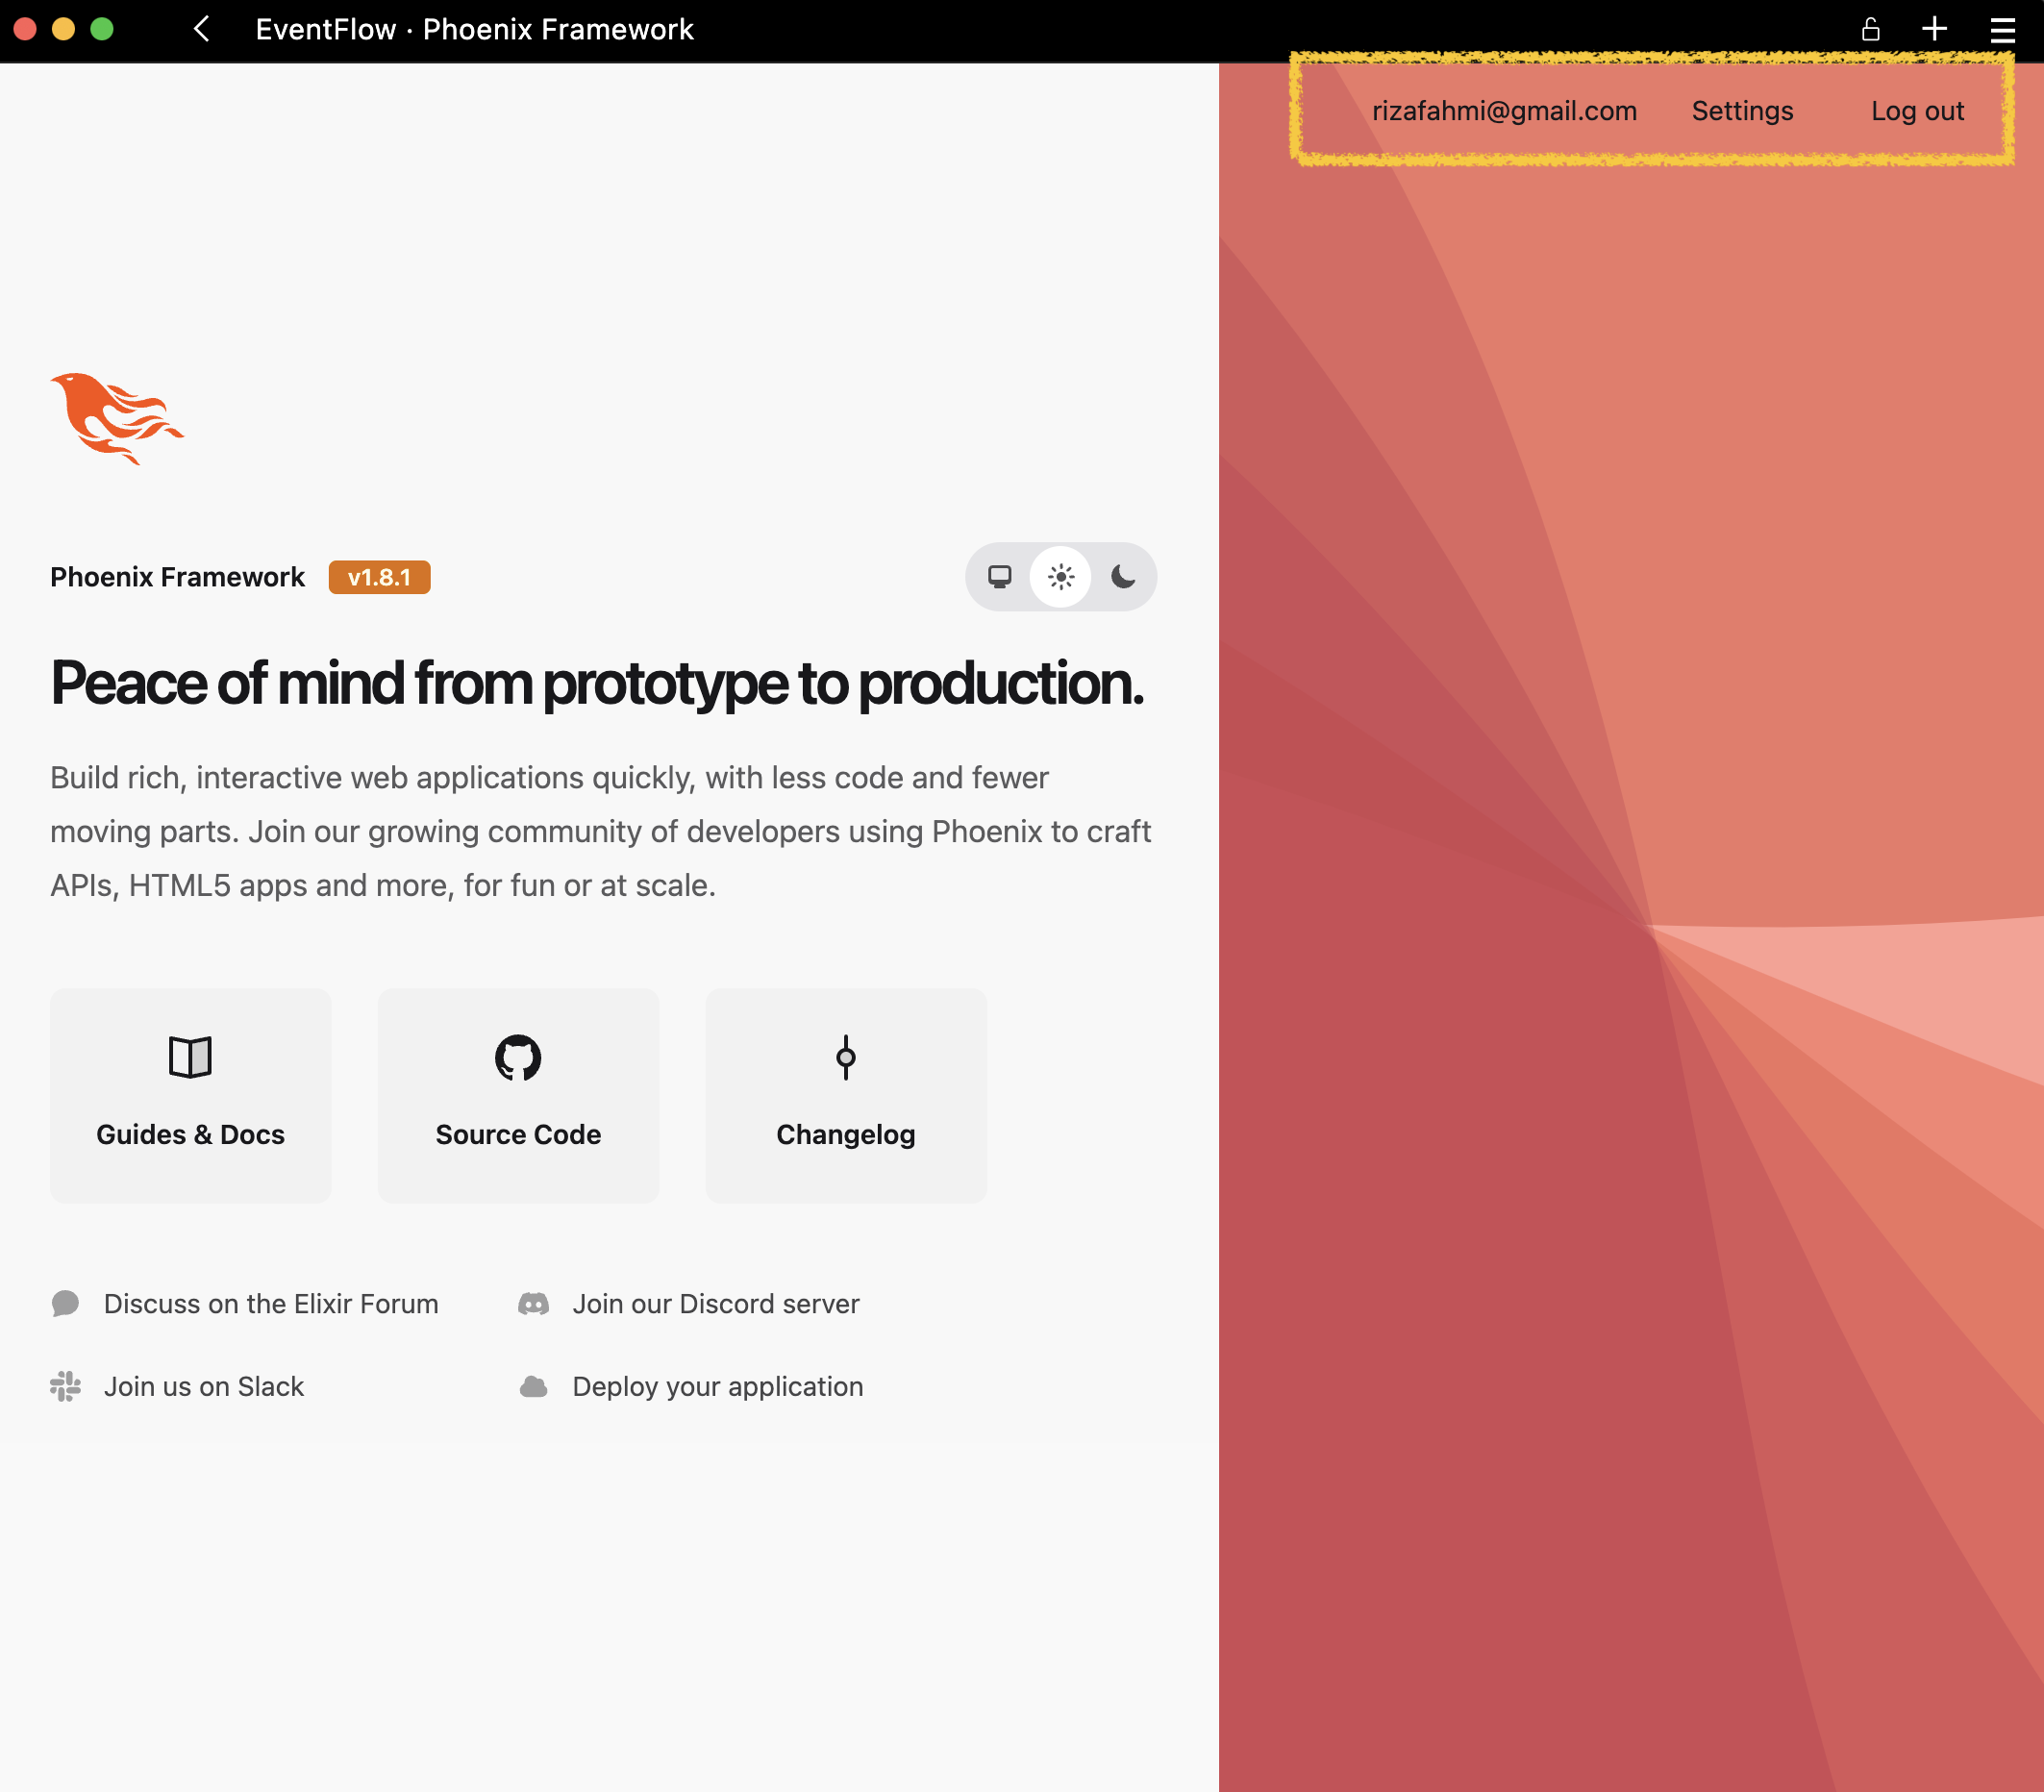 EventFlow · Phoenix Framework
rizafahmi@gmail.com Settings Log out
Phoenix Framework v1.8.1
Peace of mind from prototype to production.
Build rich, interactive web applications quickly, with less code and fewer
moving parts. Join our growing community of developers using Phoenix to craft
APIs, HTML5 apps and more, for fun or at scale.
Guides & Docs Source Code Changelog
Discuss on the Elixir Forum Join our Discord server
Join us on Slack Deploy your application